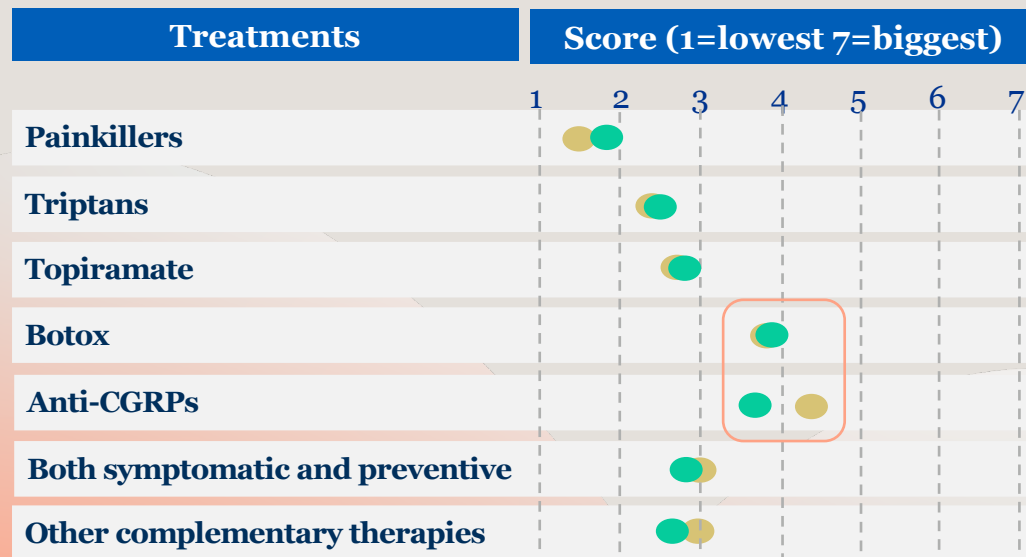 Treatments
Score (1=lowest 7=biggest)
1 2 3 4 5 6 7
Painkillers
Triptans
Topiramate
Botox
Anti-CGRPs
Both symptomatic and preventive
Other complementary therapies